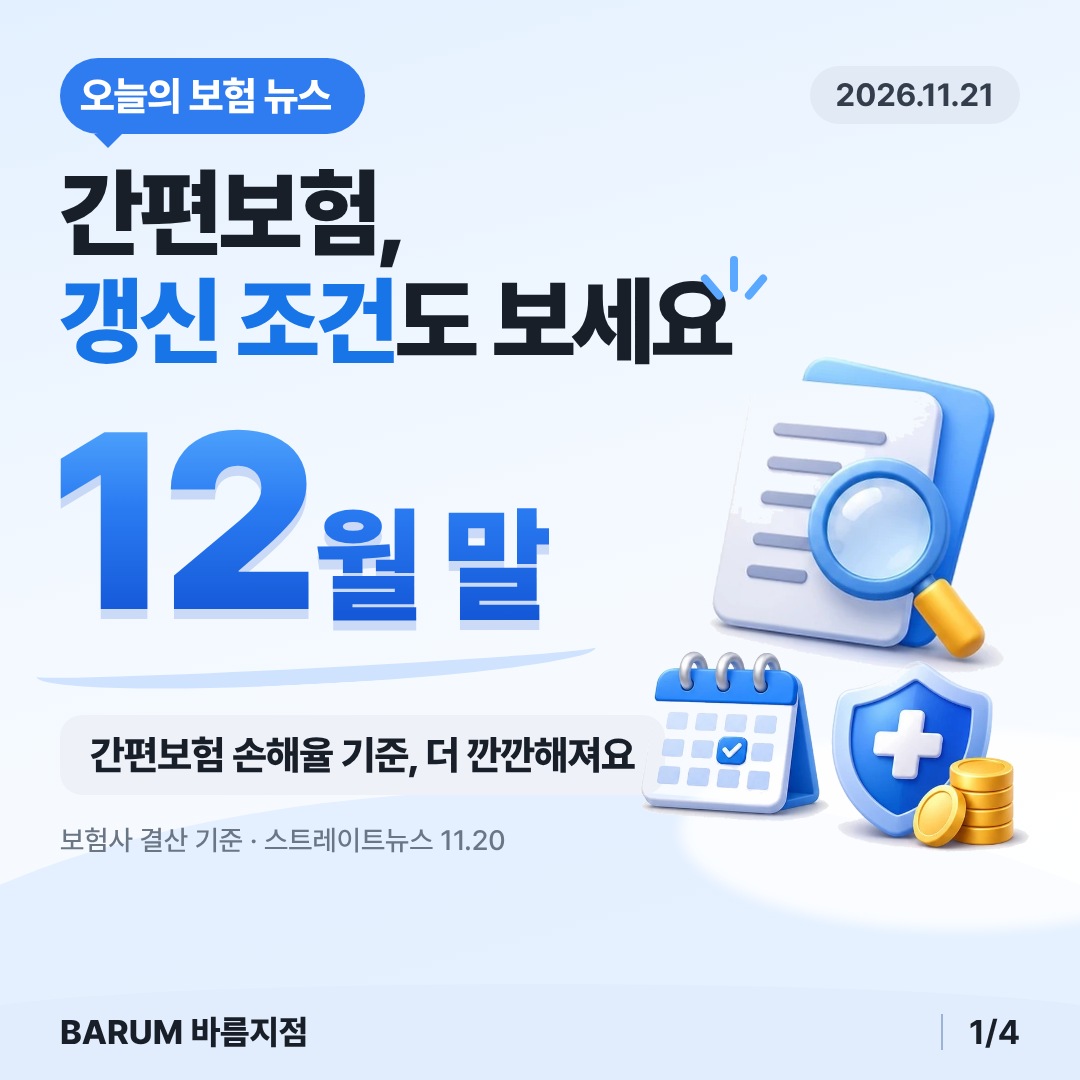 오늘의 보험 뉴스
2026.11.21
간편보험,
갱신 조건도 보세요
12월 말
간편보험 손해율 기준, 더 깐깐해져요
보험사 결산 기준 · 스트레이트뉴스 11.20
BARUM 바름지점
1/4